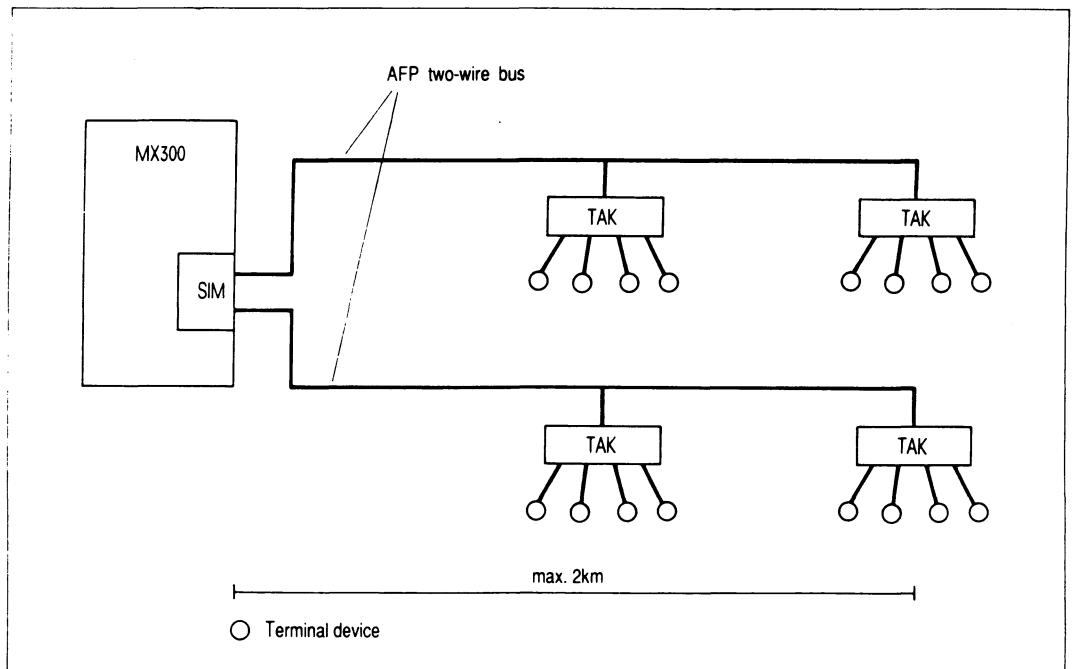 AFP two-wire bus
MX300
TAK
TAK
SIM
TAK
TAK
max. 2km
Terminal device